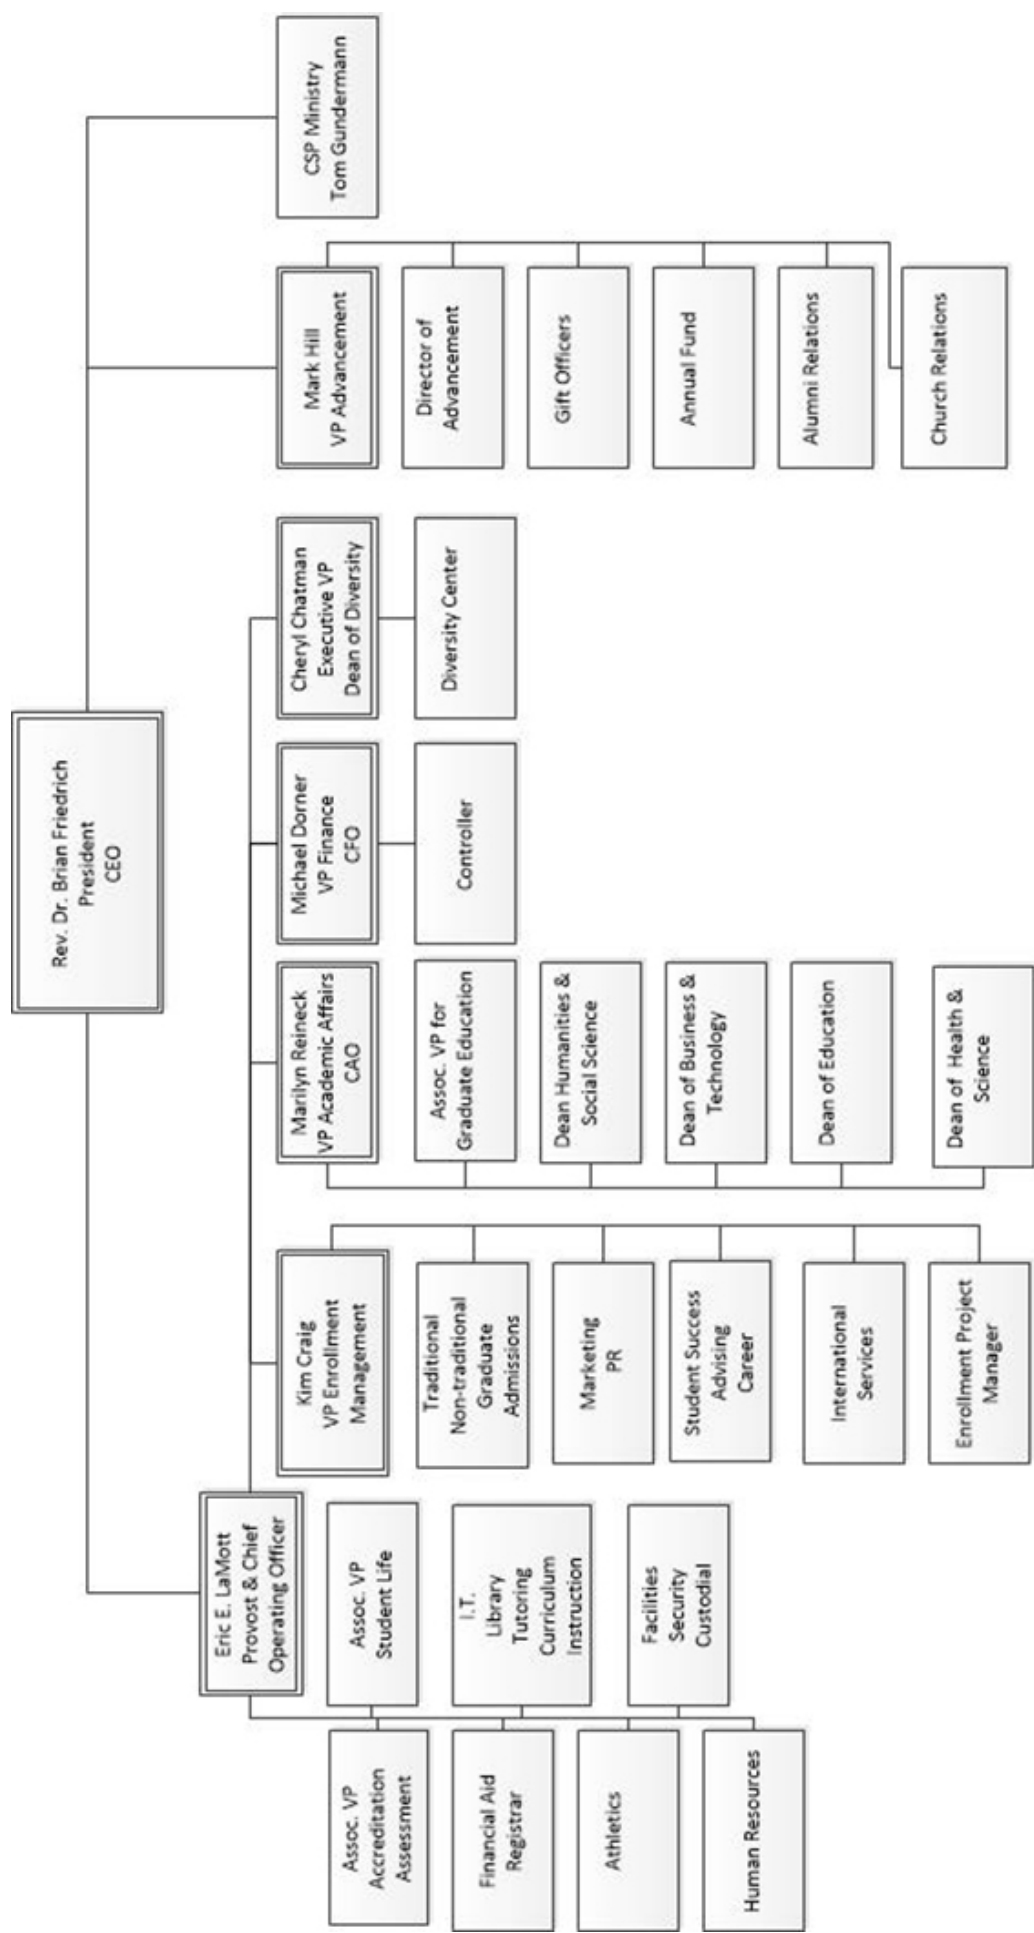 Rev. Dr. Brian Friedrich
President
CEO
Eric E. LaMott
Provost & Chief
Operating Officer
Assoc. VP
Accreditation
Assessment
Financial Aid
Registrar
Athletics
Human Resources
Assoc. VP
Student Life
I.T.
Library
Tutoring
Curriculum
Instruction
Facilities
Security
Custodial
Kim Craig
VP Enrollment
Management
Traditional
Non-traditional
Graduate
Admissions
Marketing
PR
Student Success
Advising
Career
International
Services
Enrollment Project
Manager
Marilyn Reineck
VP Academic Affairs
CAO
Assoc. VP for
Graduate Education
Dean Humanities &
Social Science
Dean of Business &
Technology
Dean of Education
Dean of Health &
Science
Michael Dorner
VP Finance
CFO
Controller
Cheryl Chatman
Executive VP
Dean of Diversity
Diversity Center
Mark Hill
VP Advancement
Director of
Advancement
Gift Officers
Annual Fund
Alumni Relations
Church Relations
CSP Ministry
Tom Gundermann